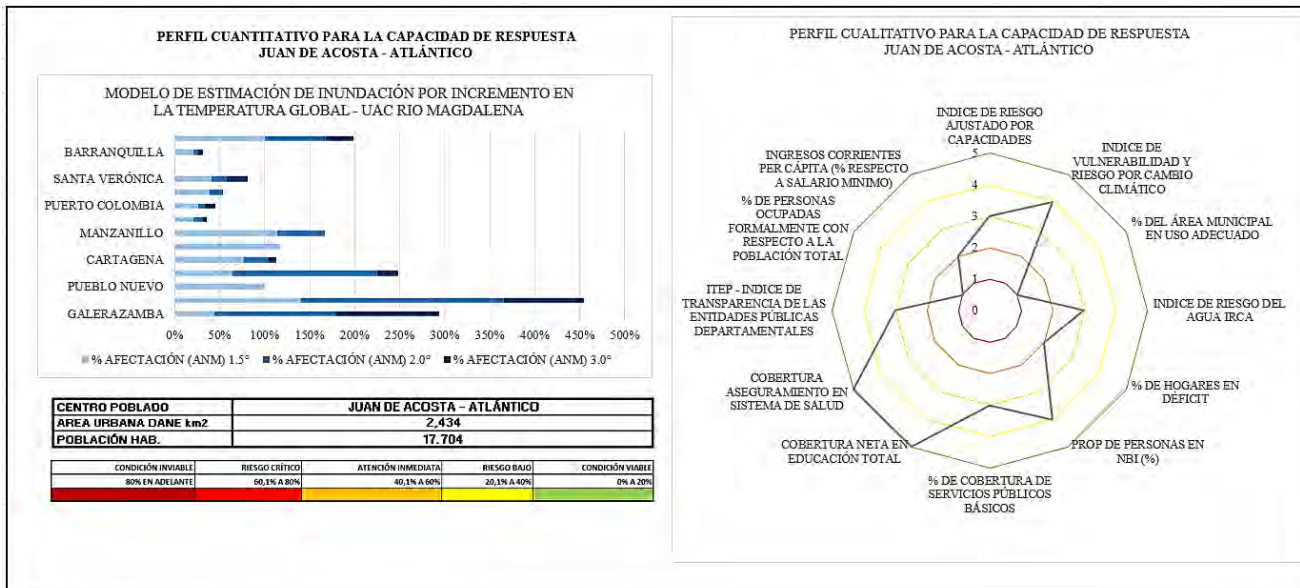 PERFIL CUANTITATIVO PARA LA CAPACIDAD DE RESPUESTA
JUAN DE ACOSTA - ATLÁNTICO
MODELO DE ESTIMACIÓN DE INUNDACIÓN POR INCREMENTO EN
LA TEMPERATURA GLOBAL - UAC RIO MAGDALENA
BARRANQUILLA
SANTA VERÓNICA
PUERTO COLOMBIA
MANZANILLO
CARTAGENA
PUEBLO NUEVO
GALERAZAMBA
0% 50% 100% 150% 200% 250% 300% 350% 400% 450% 500%
% AFECTACIÓN (ANM) 1.5° % AFECTACIÓN (ANM) 2.0° % AFECTACIÓN (ANM) 3.0°
CENTRO POBLADO JUAN DE ACOSTA - ATLÁNTICO
AREA URBANA DANE km2 2,434
POBLACIÓN HAB. 17.704
CONDICIÓN INVIABLE RIESGO CRÍTICO ATENCIÓN INMEDIATA RIESGO BAJO CONDICIÓN VIABLE
80% EN ADELANTE 60,1% A 80% 40,1% A 60% 20,1% A 40% 0% A 20%
PERFIL CUALITATIVO PARA LA CAPACIDAD DE RESPUESTA
JUAN DE ACOSTA - ATLÁNTICO
INDICE DE RIESGO
AJUSTADO POR
CAPACIDADES
INDICE DE
VULNERABILIDAD Y
RIESGO POR CAMBIO
CLIMÁTICO
% DEL ÁREA MUNICIPAL
EN USO ADECUADO
INDICE DE RIESGO DEL
AGUA IRCA
% DE HOGARES EN
DÉFICIT
PROP DE PERSONAS EN
NBI (%)
% DE COBERTURA DE
SERVICIOS PÚBLICOS
BÁSICOS
COBERTURA NETA EN
EDUCACIÓN TOTAL
COBERTURA
ASEGURAMIENTO EN
SISTEMA DE SALUD
ITEP - INDICE DE
TRANSPARENCIA DE LAS
ENTIDADES PÚBLICAS
DEPARTAMENTALES
% DE PERSONAS
OCUPADAS
FORMALMENTE CON
RESPECTO A LA
POBLACIÓN TOTAL
INGRESOS CORRIENTES
PER CÁPITA (% RESPECTO
A SALARIO MINIMO)
5
4
3
2
1
0